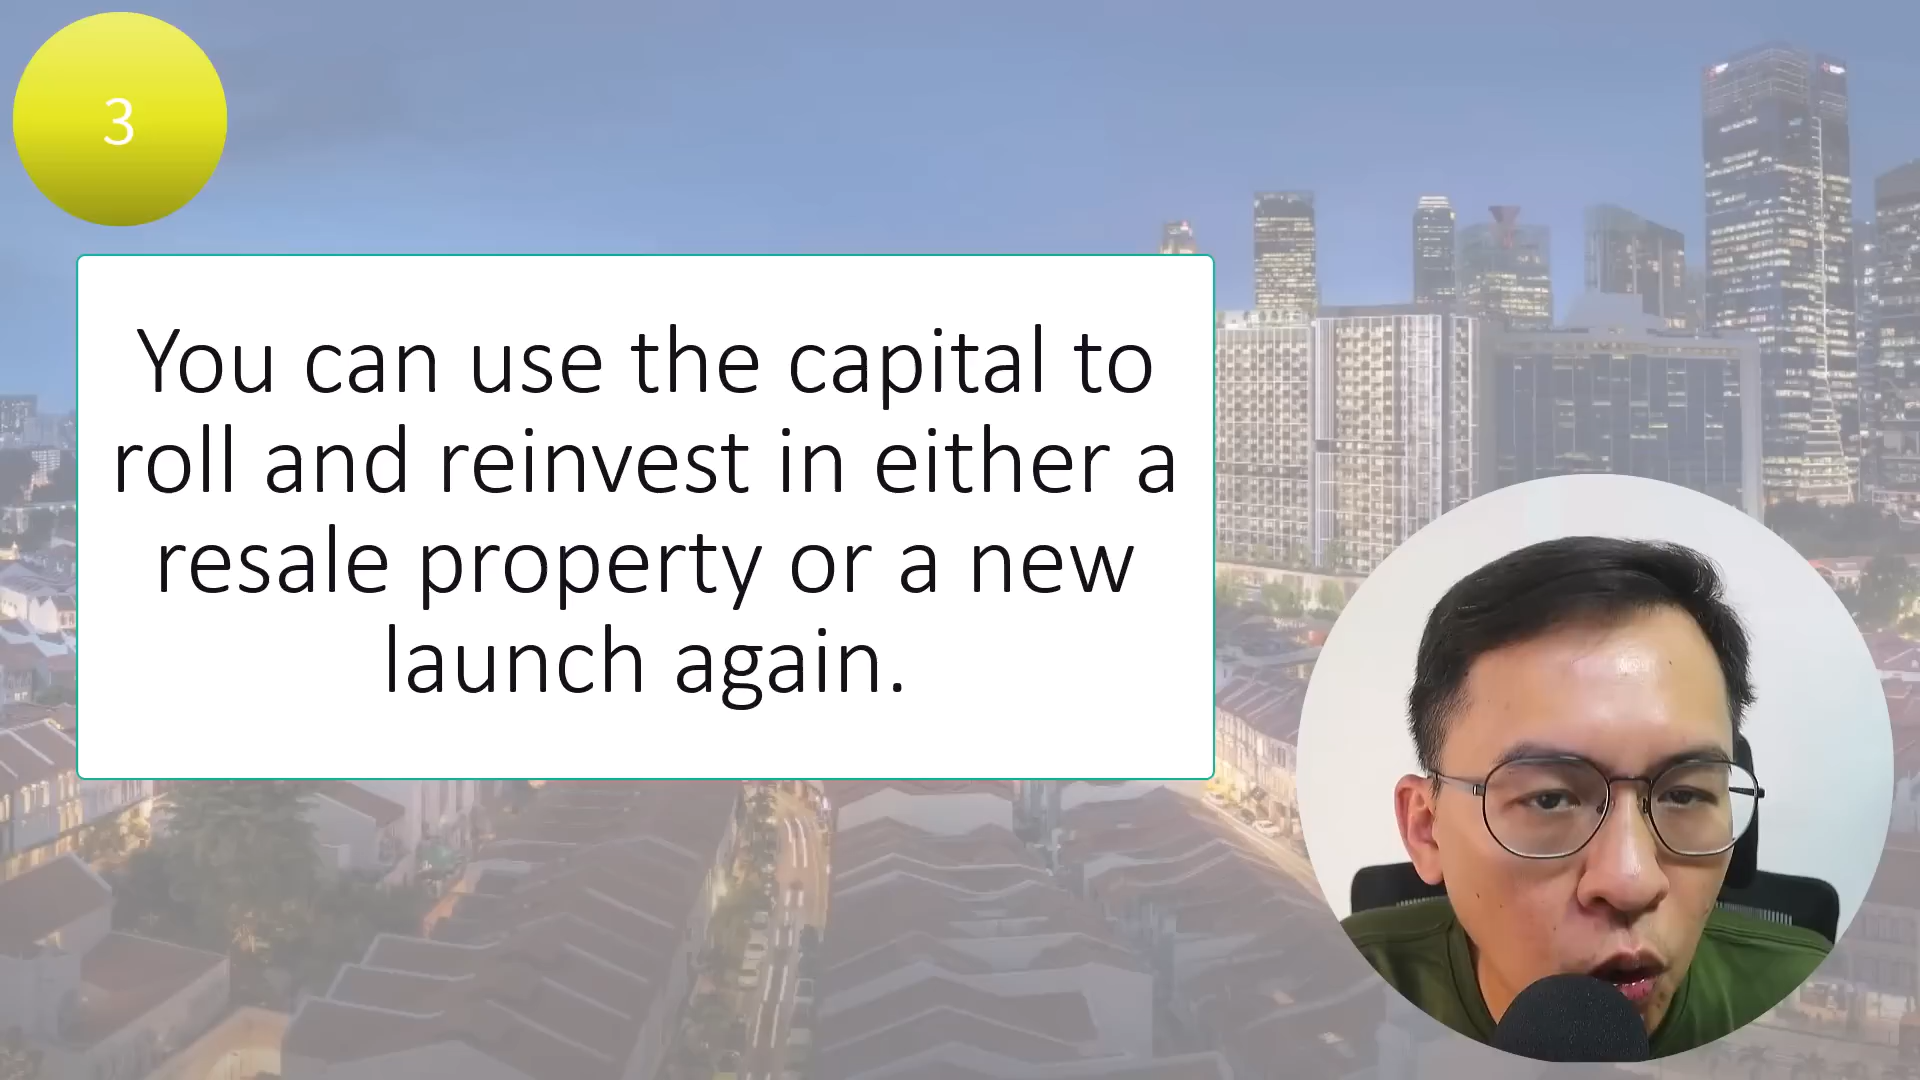 3
You can use the capital to
roll and reinvest in either a
resale property or a new
launch again.